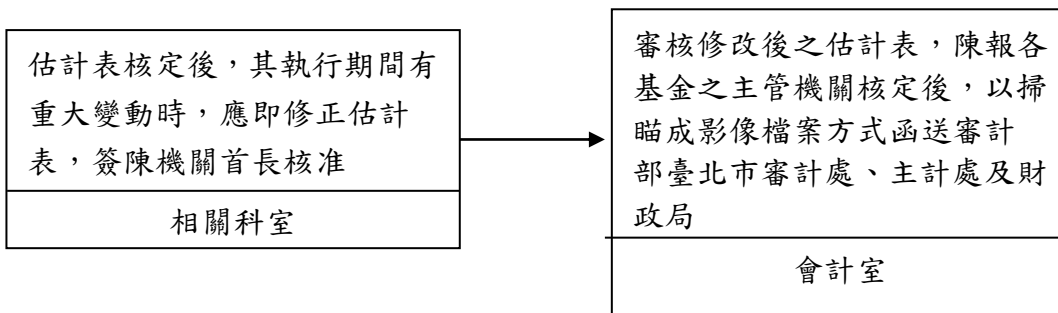 估計表核定後，其執行期間有
重大變動時，應即修正估計
表，簽陳機關首長核准
相關科室
審核修改後之估計表，陳報各
基金之主管機關核定後，以掃
瞄成影像檔案方式函送審計
部臺北市審計處、主計處及財
政局
會計室